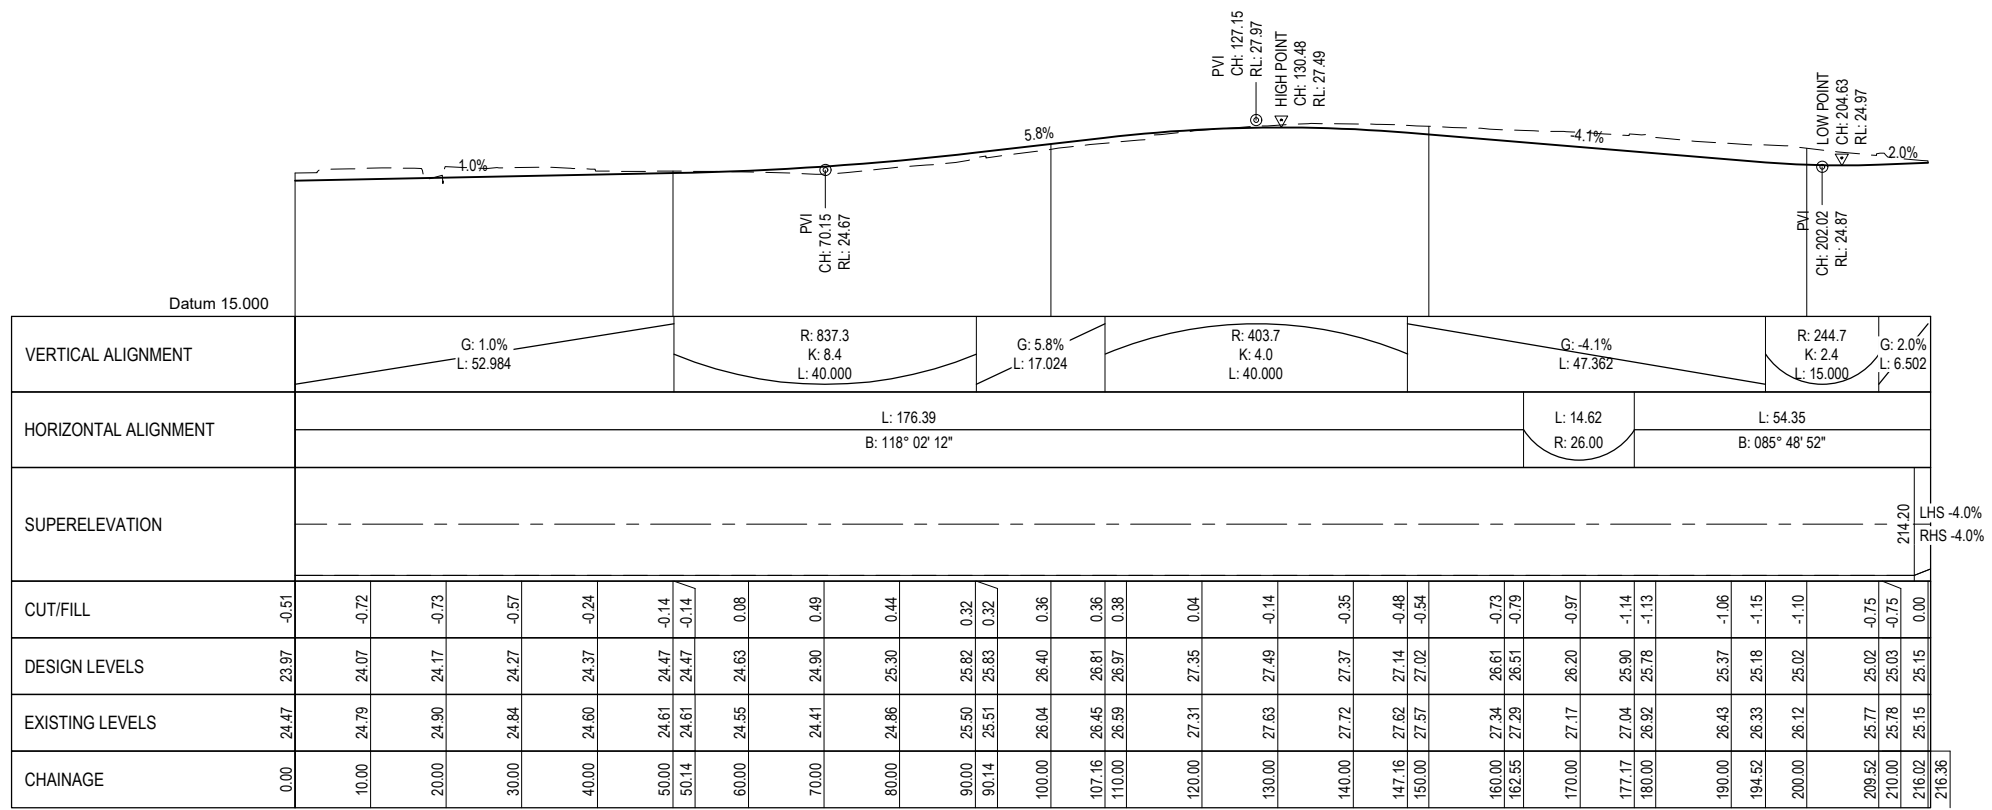 PVI
CH: 127.15
RL: 27.97
HIGH POINT
CH: 130.48
RL: 27.49
LOW POINT
CH: 204.63
RL: 24.97
1.0%
5.8%
-4.1%
2.0%
PVI
CH: 70.15
RL: 24.67
PVI
CH: 202.02
RL: 24.87
Datum 15.000
VERTICAL ALIGNMENT
G: 1.0%
L: 52.984
R: 837.3
K: 8.4
L: 40.000
G: 5.8%
L: 17.024
R: 403.7
K: 4.0
L: 40.000
G: -4.1%
L: 47.362
R: 244.7
K: 2.4
L: 15.000
G: 2.0%
L: 6.502
HORIZONTAL ALIGNMENT
L: 176.39
B: 118° 02' 12"
L: 14.62
R: 26.00
L: 54.35
B: 085° 48' 52"
SUPERELEVATION
214.20
LHS -4.0%
RHS -4.0%
CUT/FILL -0.51 -0.72 -0.73 -0.57 -0.24 -0.14 -0.14 0.08 0.49 0.44 0.32 0.32 0.36 0.36 0.38 0.04 -0.14 -0.35 -0.48 -0.54 -0.73 -0.79 -0.97 -1.14 -1.13 -1.06 -1.15 -1.10 -0.75 -0.75 0.00
DESIGN LEVELS 23.97 24.07 24.17 24.27 24.37 24.47 24.47 24.63 24.90 25.30 25.82 25.83 26.40 26.81 26.97 27.35 27.49 27.37 27.14 27.02 26.61 26.51 26.20 25.90 25.78 25.37 25.18 25.02 25.02 25.03 25.15
EXISTING LEVELS 24.47 24.79 24.90 24.84 24.60 24.61 24.61 24.55 24.41 24.86 25.50 25.51 26.04 26.45 26.59 27.31 27.63 27.72 27.62 27.57 27.34 27.29 27.17 27.04 26.92 26.43 26.33 26.12 25.77 25.78 25.15
CHAINAGE 0.00 10.00 20.00 30.00 40.00 50.00 50.14 60.00 70.00 80.00 90.00 90.14 100.00 107.16 110.00 120.00 130.00 140.00 147.16 150.00 160.00 162.55 170.00 177.17 180.00 190.00 194.52 200.00 209.52 210.00 216.02 216.36